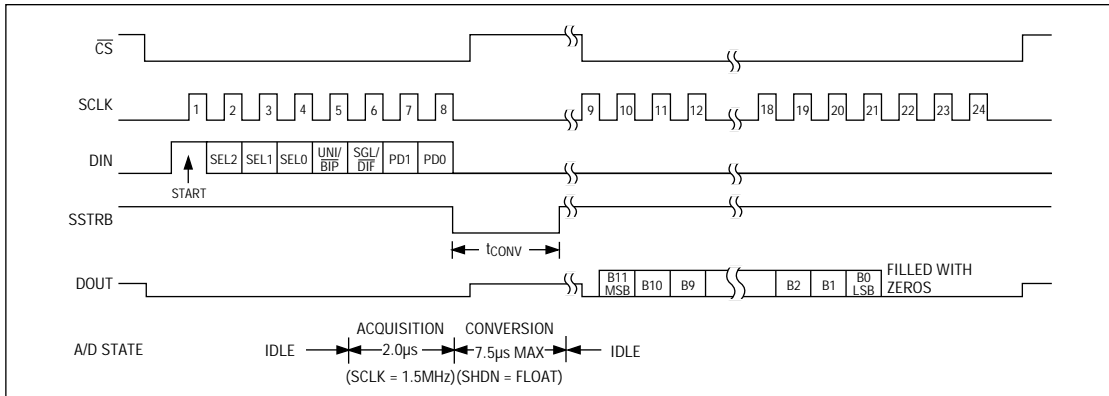 CS
SCLK 1 2 3 4 5 6 7 8 9 10 11 12 18 19 20 21 22 23 24
DIN SEL2 SEL1 SEL0 UNI/ BIP SGL/ DIF PD1 PD0
START
SSTRB
tCONV
DOUT B11 MSB B10 B9 B2 B1 B0 LSB FILLED WITH ZEROS
ACQUISITION CONVERSION
A/D STATE IDLE 2.0μs 7.5μs MAX IDLE
(SCLK = 1.5MHz) (SHDN = FLOAT)